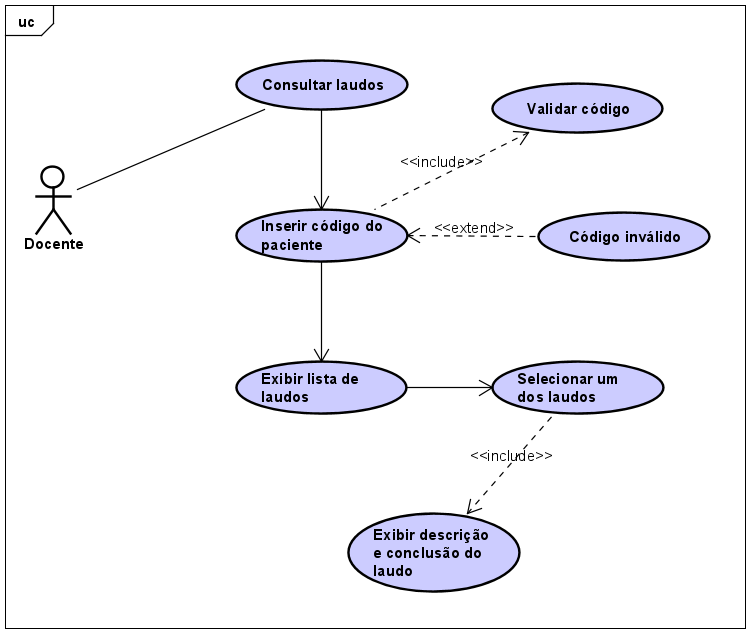 uc
Consultar laudos
Validar código
<<include>>
Inserir código do
paciente
<<extend>>
Código inválido
Docente
Exibir lista de
laudos
Selecionar um
dos laudos
<<include>>
Exibir descrição
e conclusão do
laudo